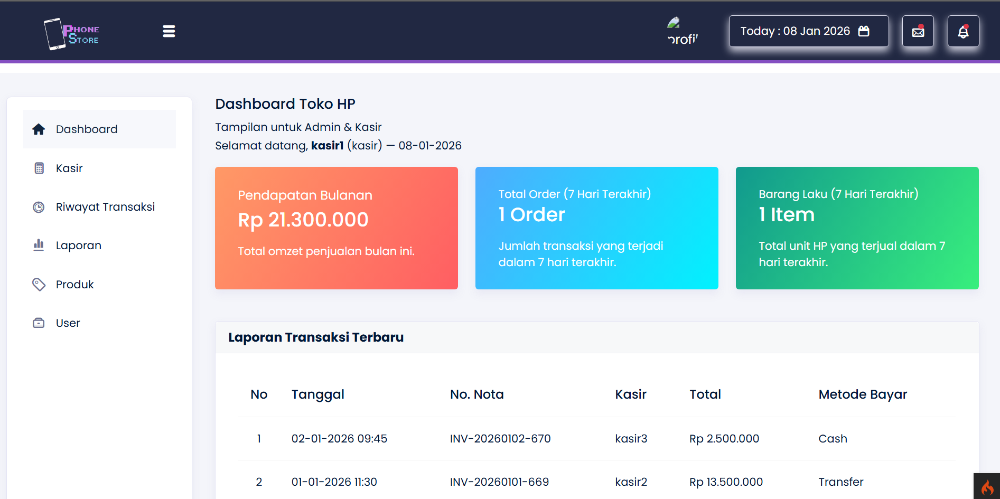 PHONE
STORE
profil
Today : 08 Jan 2026
Dashboard
Kasir
Riwayat Transaksi
Laporan
Produk
User
Dashboard Toko HP
Tampilan untuk Admin & Kasir
Selamat datang, kasir1 (kasir) — 08-01-2026
Pendapatan Bulanan
Rp 21.300.000
Total omzet penjualan bulan ini.
Total Order (7 Hari Terakhir)
1 Order
Jumlah transaksi yang terjadi
dalam 7 hari terakhir.
Barang Laku (7 Hari Terakhir)
1 Item
Total unit HP yang terjual dalam 7
hari terakhir.
Laporan Transaksi Terbaru
No Tanggal No. Nota Kasir Total Metode Bayar
1 02-01-2026 09:45 INV-20260102-670 kasir3 Rp 2.500.000 Cash
2 01-01-2026 11:30 INV-20260101-669 kasir2 Rp 13.500.000 Transfer